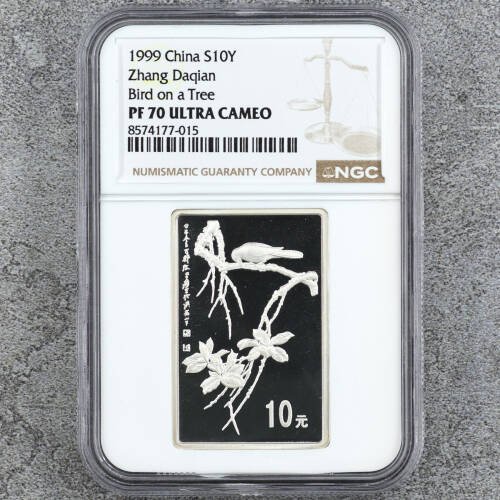 1999 China S10Y
Zhang Daqian
Bird on a Tree
PF 70 ULTRA CAMEO
8574177-015
NUMISMATIC GUARANTY COMPANY NGC
10元